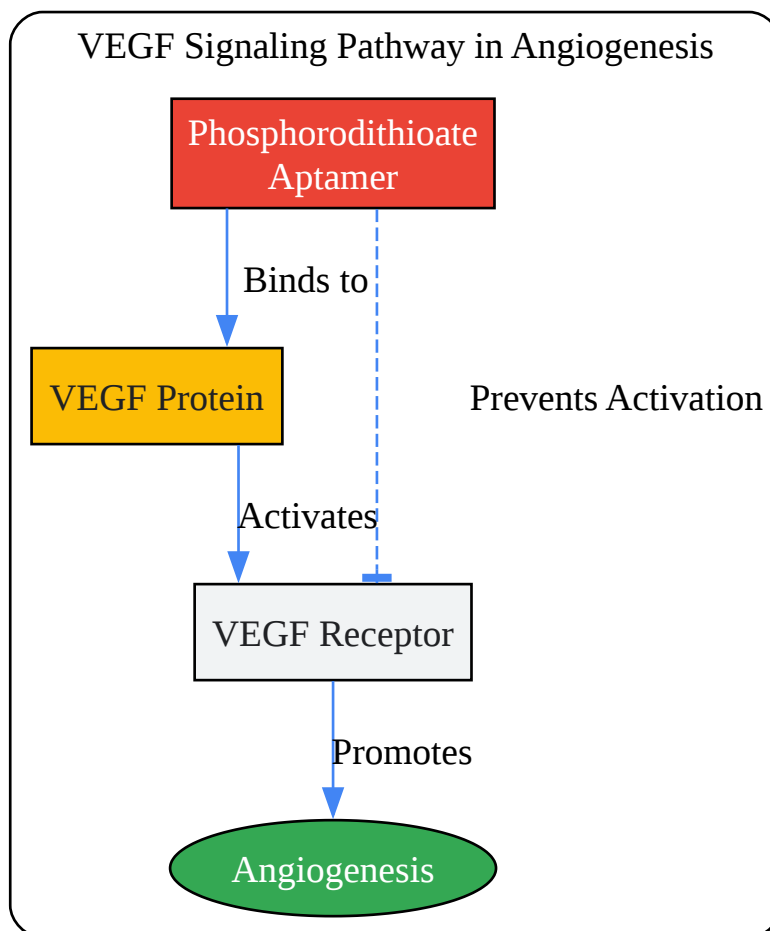 VEGF Signaling Pathway in Angiogenesis
Phosphorodithioate
Aptamer
Binds to
VEGF Protein
Prevents Activation
Activates
VEGF Receptor
Promotes
Angiogenesis